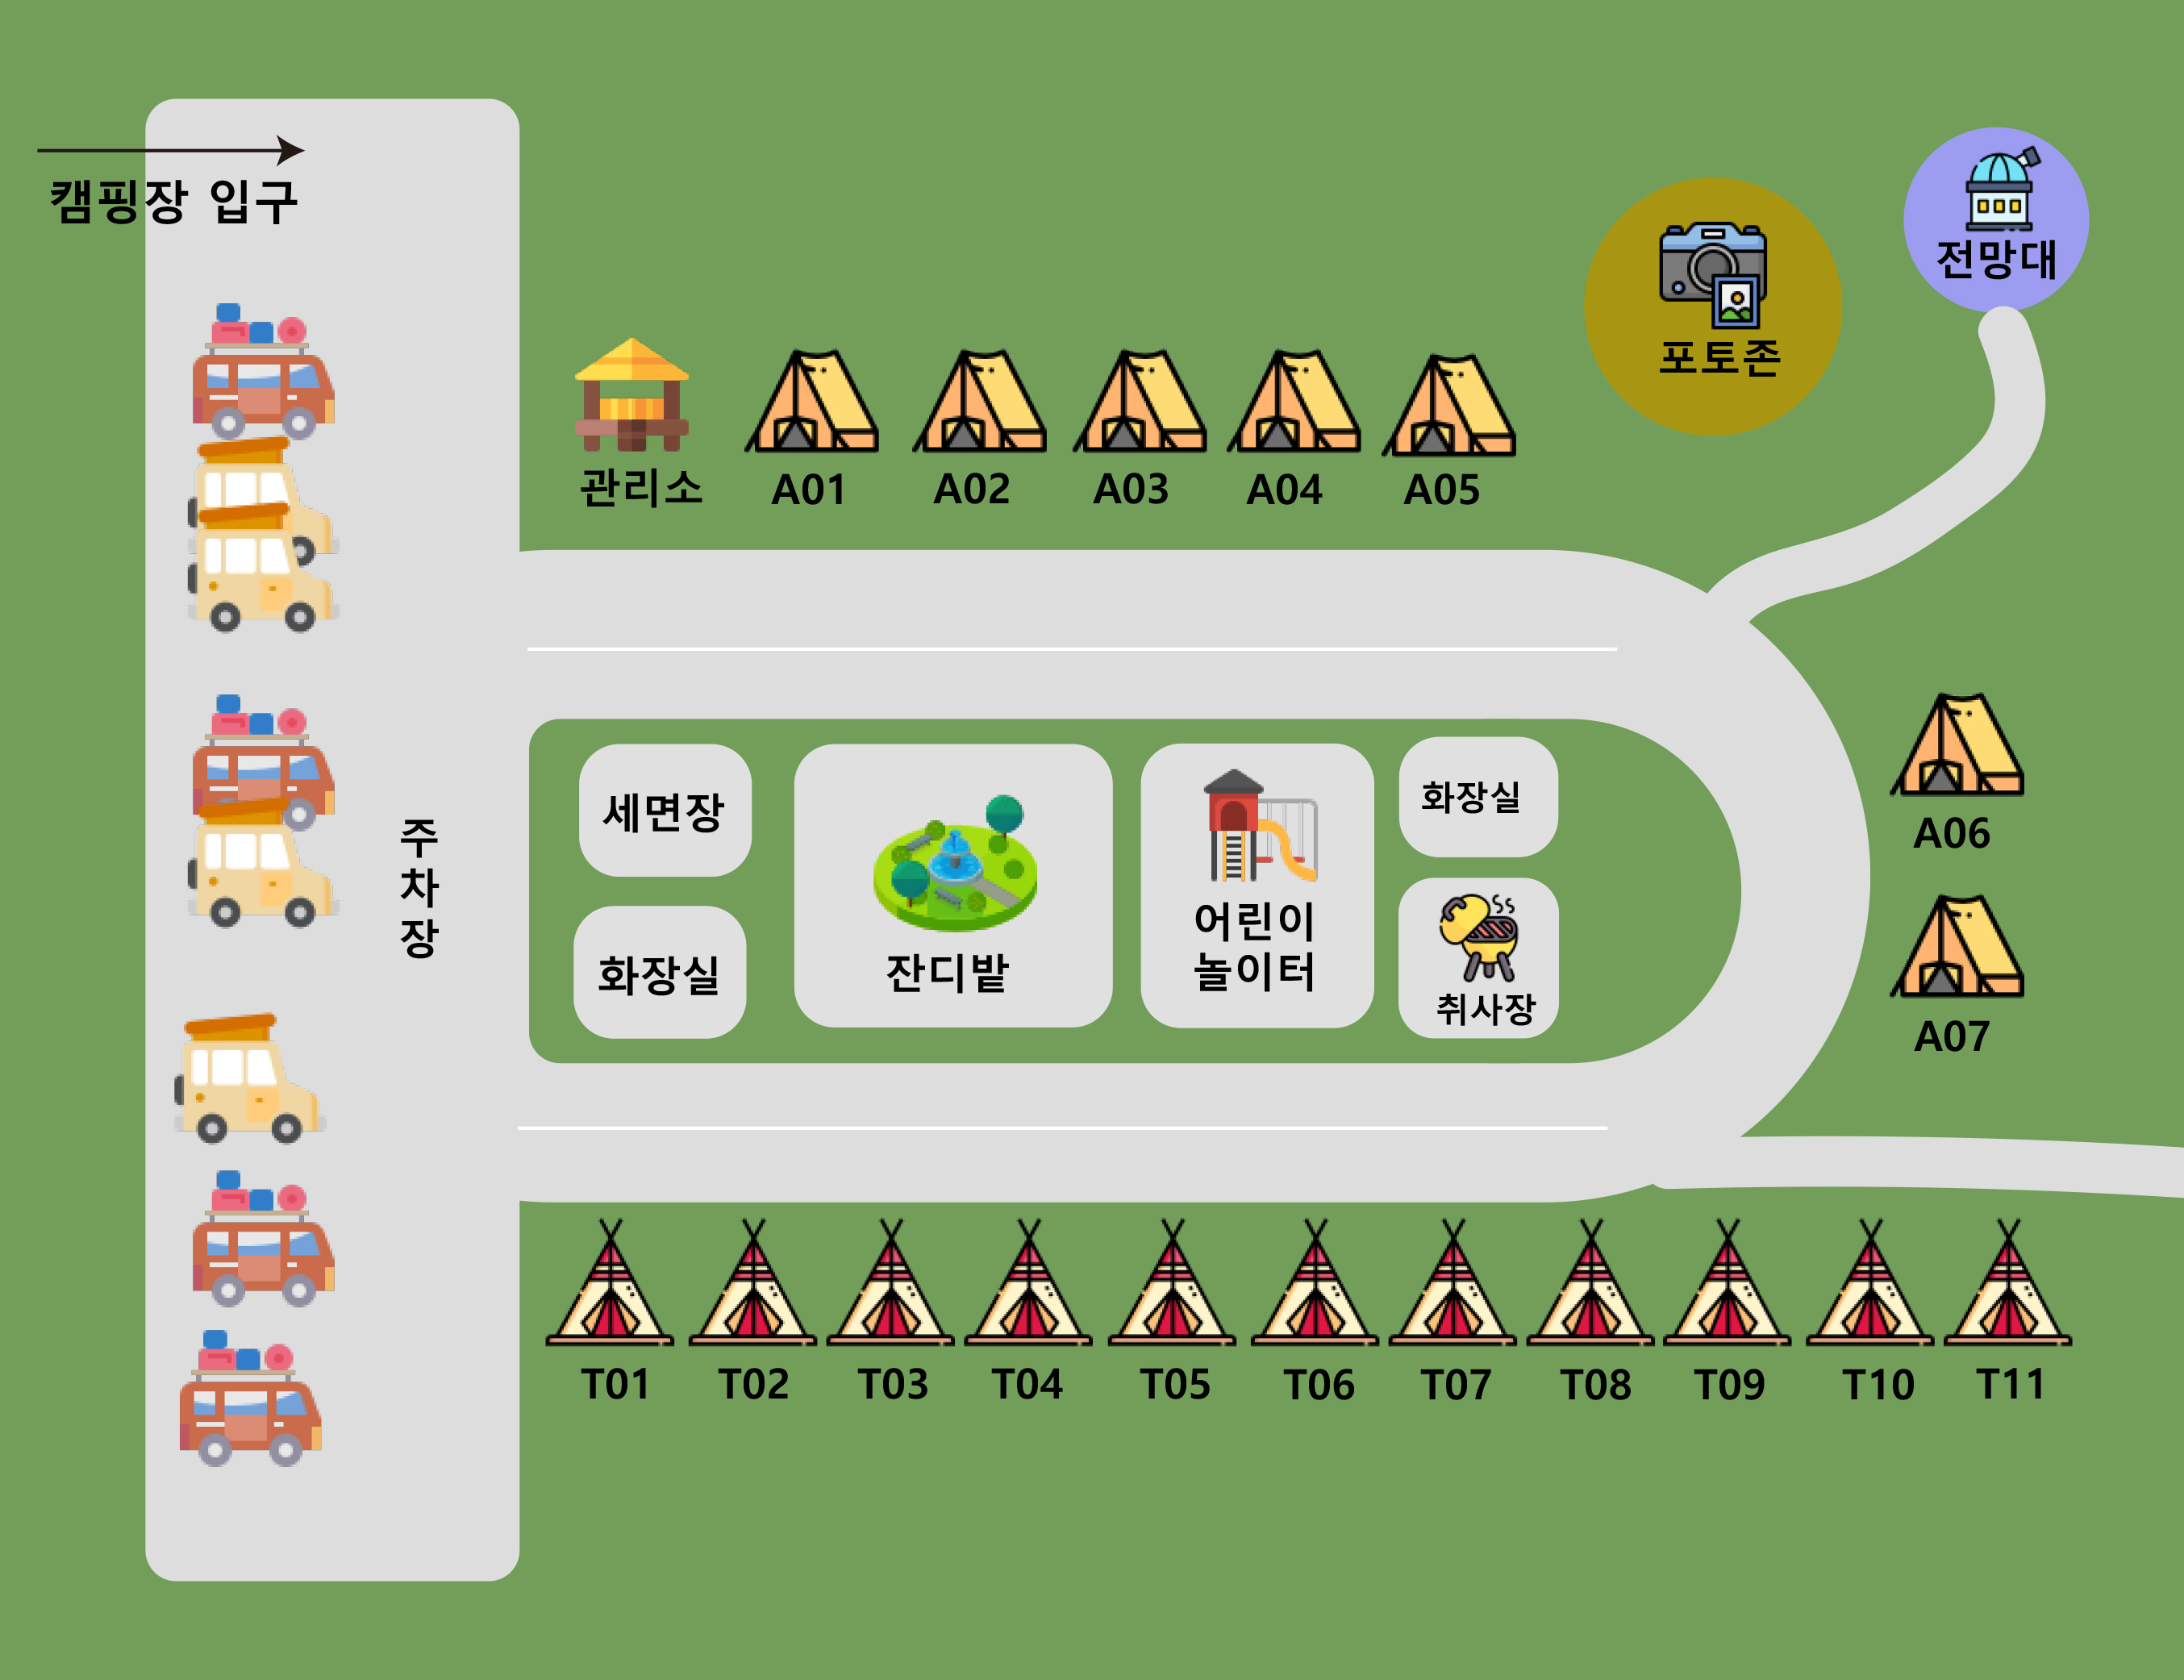 캠핑장 입구
전망대
포토존
관리소
A01
A02
A03
A04
A05
세면장
화장실
잔디밭
어린이
놀이터
화장실
취사장
주
차
장
A06
A07
T01
T02
T03
T04
T05
T06
T07
T08
T09
T10
T11